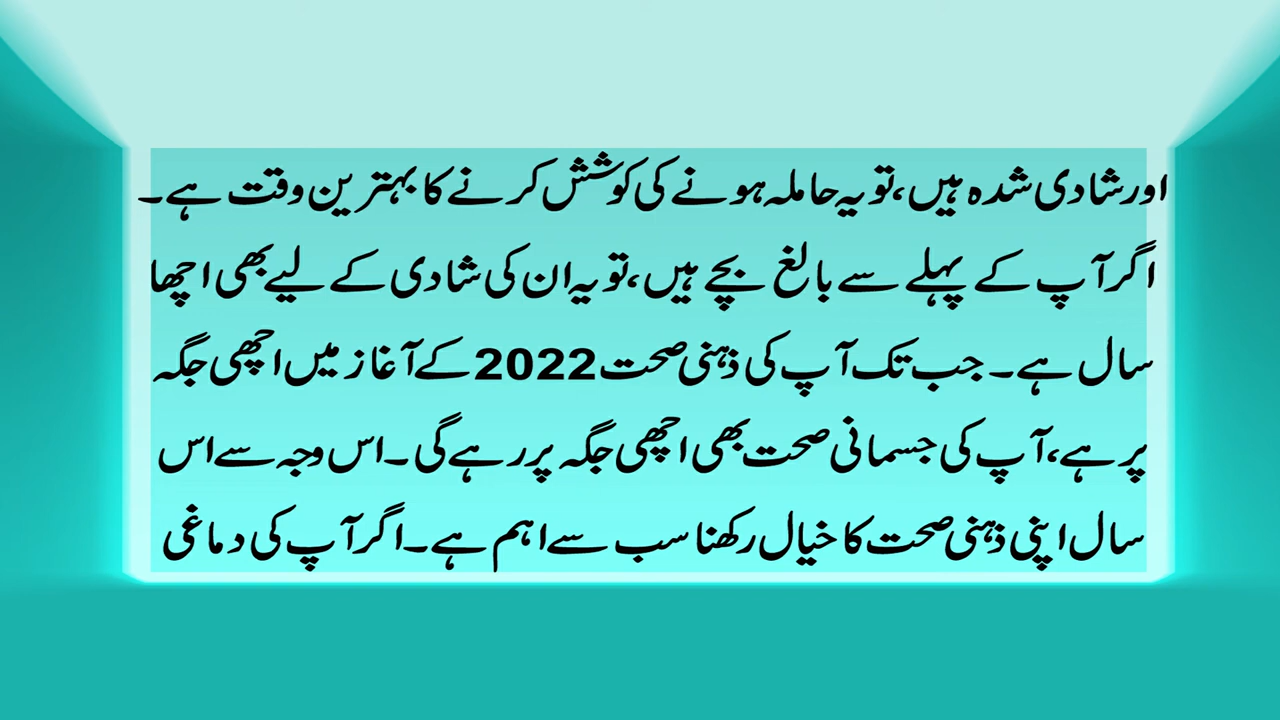 اور شادی شدہ ہیں، تو یہ حاملہ ہونے کی کوشش کرنے کا بہترین وقت ہے۔
اگر آپ کے پہلے سے بالغ بچے ہیں، تو یہ ان کی شادی کے لیے بھی اچھا
سال ہے۔ جب تک آپ کی ذہنی صحت 2022 کے آغاز میں اچھی جگہ
پر ہے، آپ کی جسمانی صحت بھی اچھی جگہ پر رہے گی۔ اس وجہ سے اس
سال اپنی ذہنی صحت کا خیال رکھنا سب سے اہم ہے۔ اگر آپ کی دماغی